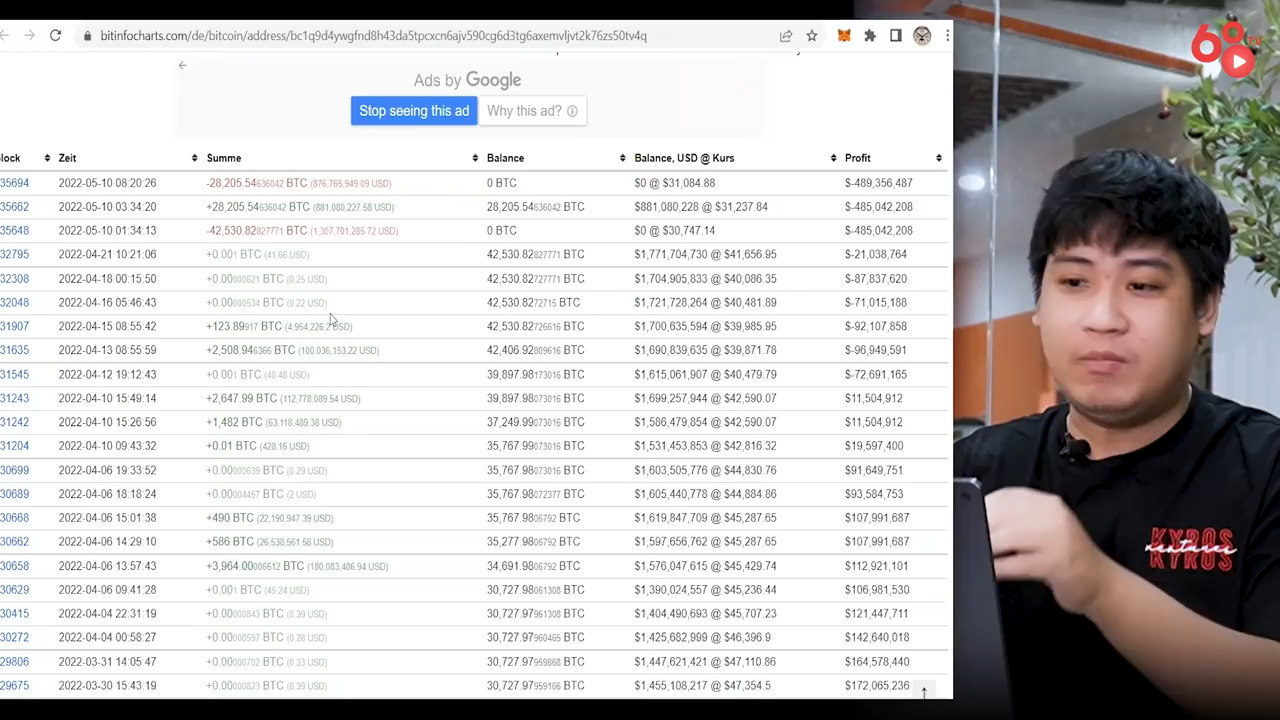 68
TV
bitinfocharts.com/de/bitcoin/address/bc1q9d4ywgfnd8h43da5tpcxcn6ajv590cg6d3tg6axemvljvt2k76zs50tv4q
Ads by Google
Stop seeing this ad
Why this ad?
lock Zeit Summe Balance Balance, USD @ Kurs Profit
35694 2022-05-10 08:20:26 -28,205.54636042 BTC (876,765,949.09 USD) 0 BTC $0 @ $31,084.88 $-489,356,487
35662 2022-05-10 03:34:20 +28,205.54636042 BTC (881,080,227.58 USD) 28,205.54636042 BTC $881,080,228 @ $31,237.84 $-485,042,208
35648 2022-05-10 01:34:13 -42,530.82827771 BTC (1,307,701,285.72 USD) 0 BTC $0 @ $30,747.14 $-485,042,208
32795 2022-04-21 10:21:06 +0.001 BTC (41.66 USD) 42,530.82827771 BTC $1,771,704,730 @ $41,656.95 $-21,038,764
32308 2022-04-18 00:15:50 +0.00000621 BTC (0.25 USD) 42,530.82727771 BTC $1,704,905,833 @ $40,086.35 $-87,837,620
32048 2022-04-16 05:46:43 +0.00000534 BTC (0.22 USD) 42,530.8272715 BTC $1,721,728,264 @ $40,481.89 $-71,015,188
31907 2022-04-15 08:55:42 +123.89917 BTC (4,954,226.2 USD) 42,530.82726616 BTC $1,700,635,594 @ $39,985.95 $-92,107,858
31635 2022-04-13 08:55:59 +2,508.946366 BTC (100,036,153.22 USD) 42,406.92809616 BTC $1,690,839,635 @ $39,871.78 $-96,949,591
31545 2022-04-12 19:12:43 +0.001 BTC (40.48 USD) 39,897.98173016 BTC $1,615,061,907 @ $40,479.79 $-72,691,165
31243 2022-04-10 15:49:14 +2,647.99 BTC (112,778,089.54 USD) 39,897.98073016 BTC $1,699,257,944 @ $42,590.07 $11,504,912
31242 2022-04-10 15:26:56 +1,482 BTC (63,118,489.38 USD) 37,249.99073016 BTC $1,586,479,854 @ $42,590.07 $11,504,912
31204 2022-04-10 09:43:32 +0.01 BTC (428.16 USD) 35,767.99073016 BTC $1,531,453,853 @ $42,816.32 $19,597,400
30699 2022-04-06 19:33:52 +0.00000639 BTC (0.29 USD) 35,767.98073016 BTC $1,603,505,776 @ $44,830.76 $91,649,751
30689 2022-04-06 18:18:24 +0.00004457 BTC (2 USD) 35,767.98072377 BTC $1,605,440,778 @ $44,884.86 $93,584,753
30668 2022-04-06 15:01:38 +490 BTC (22,190,947.39 USD) 35,767.9806792 BTC $1,619,847,709 @ $45,287.65 $107,991,687
30662 2022-04-06 14:29:10 +586 BTC (26,538,561.58 USD) 35,277.9806792 BTC $1,597,656,762 @ $45,287.65 $107,991,687
30658 2022-04-06 13:57:43 +3,964.00006612 BTC (180,083,486.94 USD) 34,691.9806792 BTC $1,576,047,615 @ $45,429.74 $112,921,101
30629 2022-04-06 09:41:28 +0.001 BTC (45.24 USD) 30,727.98061308 BTC $1,390,024,557 @ $45,236.44 $106,981,530
30415 2022-04-04 22:31:19 +0.00000843 BTC (0.39 USD) 30,727.97961308 BTC $1,404,490,693 @ $45,707.23 $121,447,711
30272 2022-04-04 00:58:27 +0.00000597 BTC (0.28 USD) 30,727.97960465 BTC $1,425,682,999 @ $46,396.9 $142,640,018
29806 2022-03-31 14:05:47 +0.00000702 BTC (0.33 USD) 30,727.97959868 BTC $1,447,621,421 @ $47,110.86 $164,578,440
29675 2022-03-30 15:43:19 +0.00000823 BTC (0.39 USD) 30,727.97959166 BTC $1,455,108,217 @ $47,354.5 $172,065,236
KYROS
ventures
KYROS